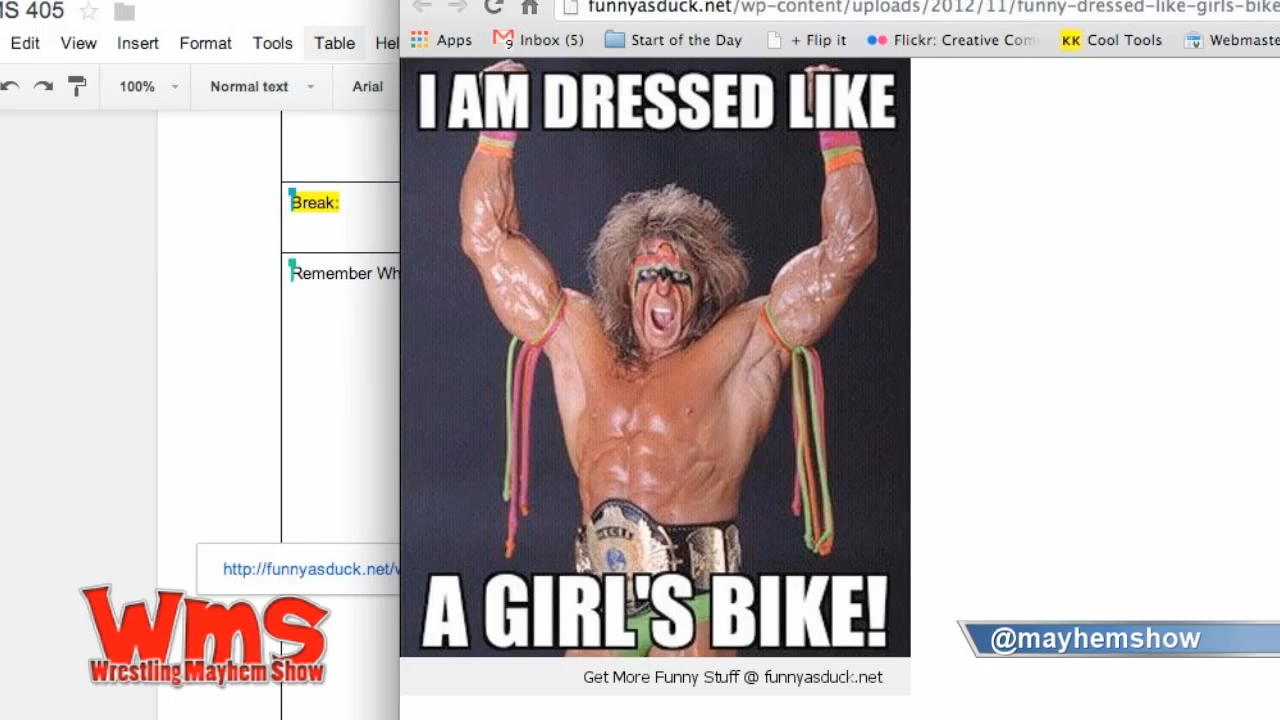 MS 405
Edit View Insert Format Tools Table Hel
100% Normal text Arial
Break:
Remember Wh
http://funnyasduck.net/v
funnyasduck.net/wp-content/uploads/2012/11/funny-dressed-like-girls-bike
Apps Inbox (5) Start of the Day + Flip it Flickr: Creative Com KK Cool Tools Webmaste
I AM DRESSED LIKE
A GIRL'S BIKE!
Get More Funny Stuff @ funnyasduck.net
WMS
Wrestling Mayhem Show
@mayhemshow